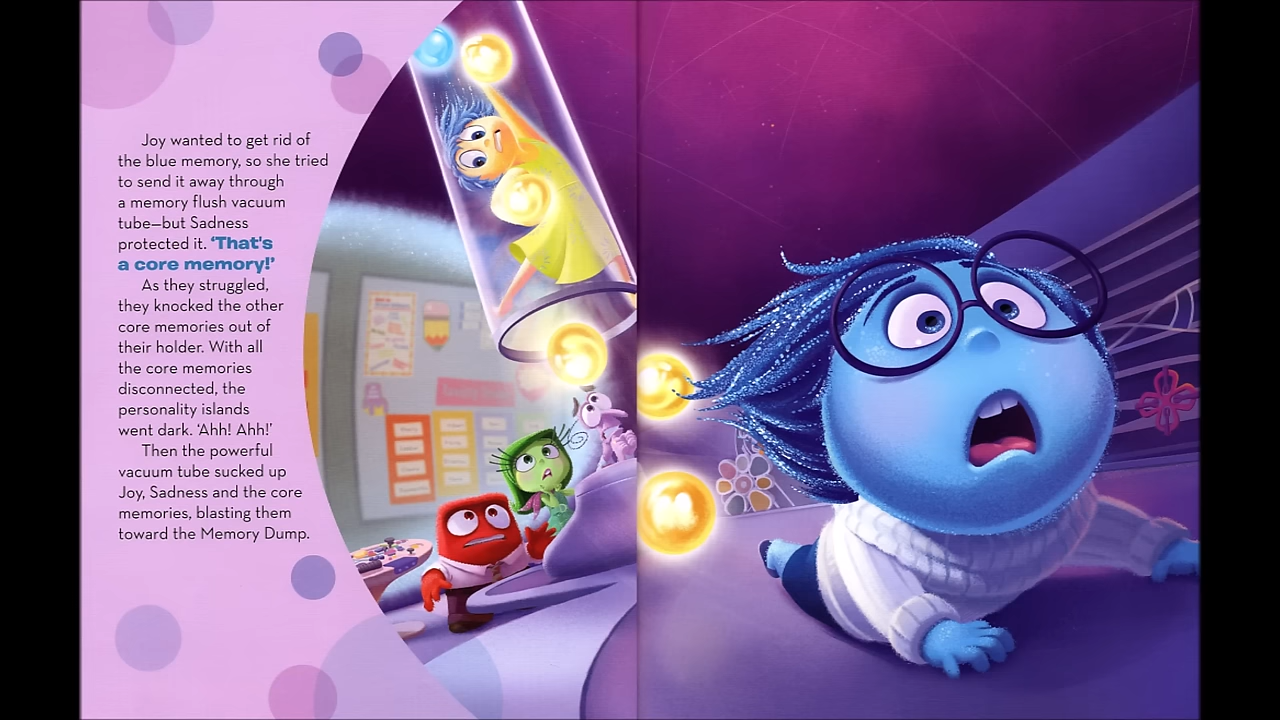 Joy wanted to get rid of
the blue memory, so she tried
to send it away through
a memory flush vacuum
tube—but Sadness
protected it. ‘That's
a core memory!’
As they struggled,
they knocked the other
core memories out of
their holder. With all
the core memories
disconnected, the
personality islands
went dark. ‘Ahh! Ahh!’
Then the powerful
vacuum tube sucked up
Joy, Sadness and the core
memories, blasting them
toward the Memory Dump.